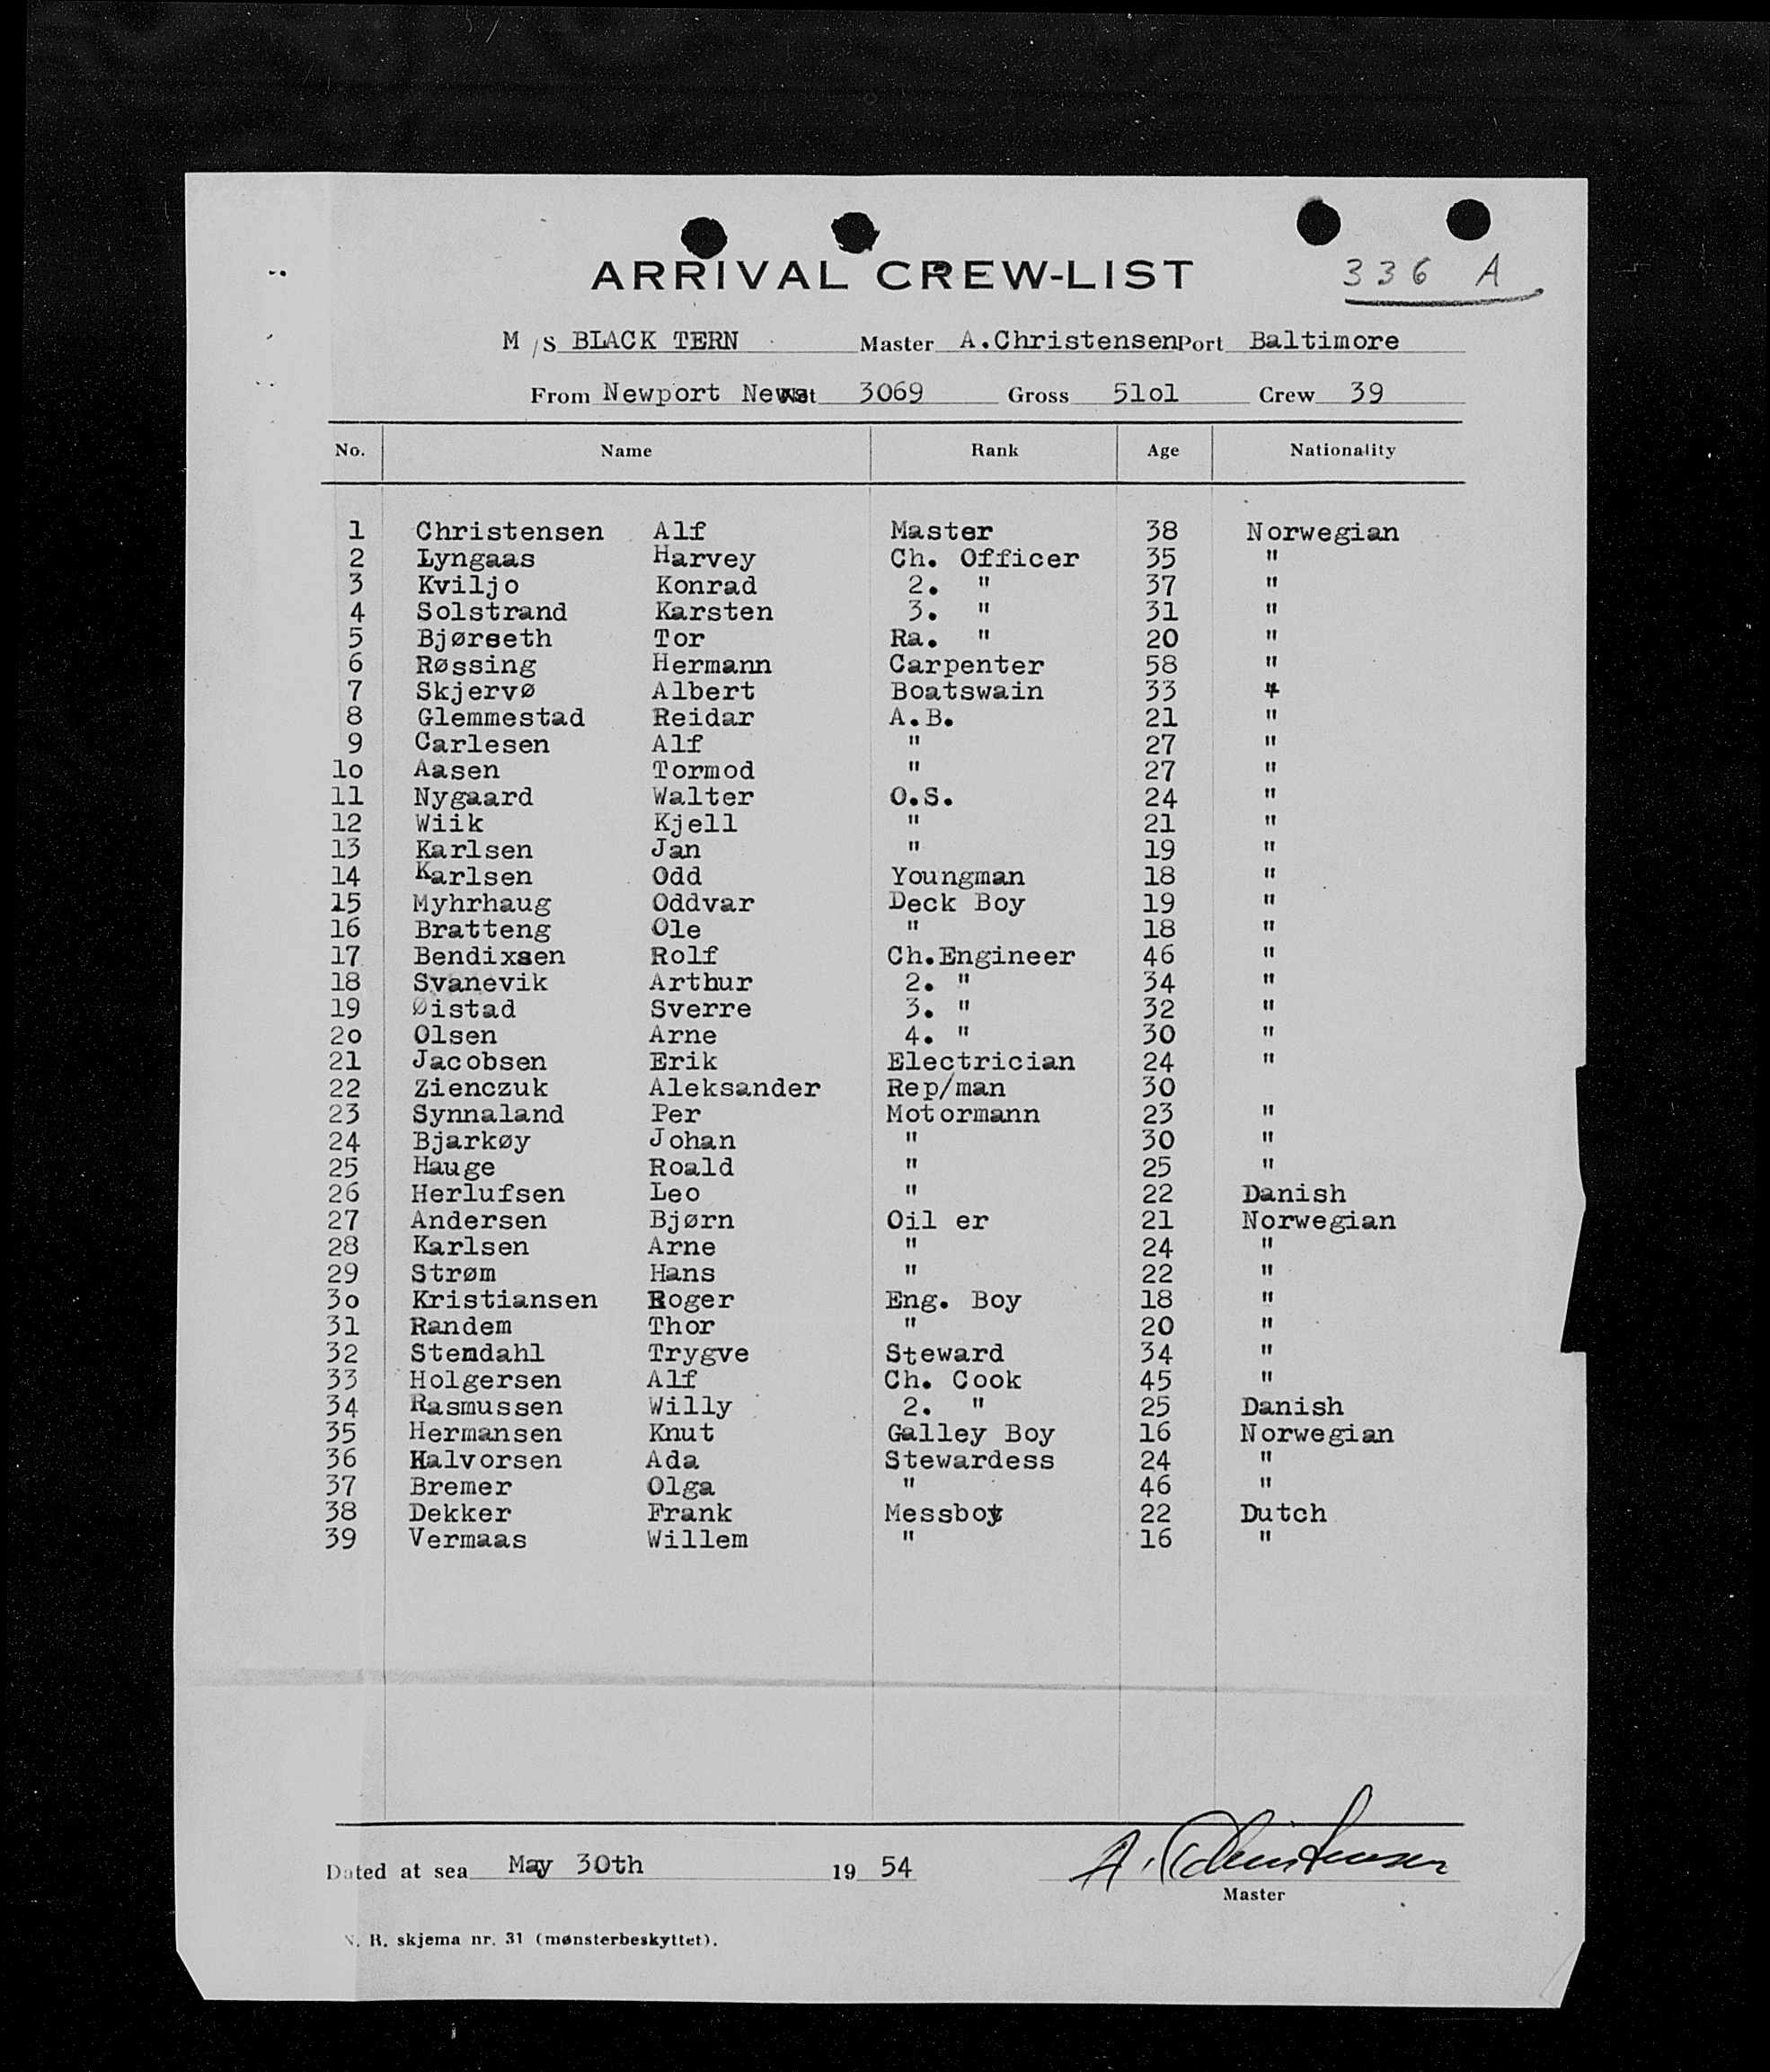 ARRIVAL CREW-LIST
336 A
M/S BLACK TERN Master A.Christensen Port Baltimore
From Newport News Net 3069 Gross 51o1 Crew 39
No. Name Rank Age Nationality
1 Christensen Alf Master 38 Norwegian
2 Lyngaas Harvey Ch. Officer 35 "
3 Kviljo Konrad 2. " 37 "
4 Solstrand Karsten 3. " 31 "
5 Bjørseth Tor Ra. " 20 "
6 Røssing Hermann Carpenter 58 "
7 Skjervø Albert Boatswain 33 "
8 Glemmestad Reidar A.B. 21 "
9 Carlesen Alf " 27 "
1o Aasen Tormod " 27 "
11 Nygaard Walter O.S. 24 "
12 Wiik Kjell " 21 "
13 Karlsen Jan " 19 "
14 Karlsen Odd Youngman 18 "
15 Myhrhaug Oddvar Deck Boy 19 "
16 Bratteng Ole " 18 "
17 Bendixsen Rolf Ch.Engineer 46 "
18 Svanevik Arthur 2. " 34 "
19 Øistad Sverre 3. " 32 "
2o Olsen Arne 4. " 30 "
21 Jacobsen Erik Electrician 24 "
22 Zienczuk Aleksander Rep/man 30
23 Synnaland Per Motormann 23 "
24 Bjarkøy Johan " 30 "
25 Hauge Roald " 25 "
26 Herlufsen Leo " 22 Danish
27 Andersen Bjørn Oil er 21 Norwegian
28 Karlsen Arne " 24 "
29 Strøm Hans " 22 "
3o Kristiansen Roger Eng. Boy 18 "
31 Randem Thor " 20 "
32 Stendahl Trygve Steward 34 "
33 Holgersen Alf Ch. Cook 45 "
34 Rasmussen Willy 2. " 25 Danish
35 Hermansen Knut Galley Boy 16 Norwegian
36 Halvorsen Ada Stewardess 24 "
37 Bremer Olga " 46 "
38 Dekker Frank Messboy 22 Dutch
39 Vermaas Willem " 16 "
Dated at sea May 30th 19 54 A. Christensen
Master
N. R. skjema nr. 31 (mønsterbeskyttet).